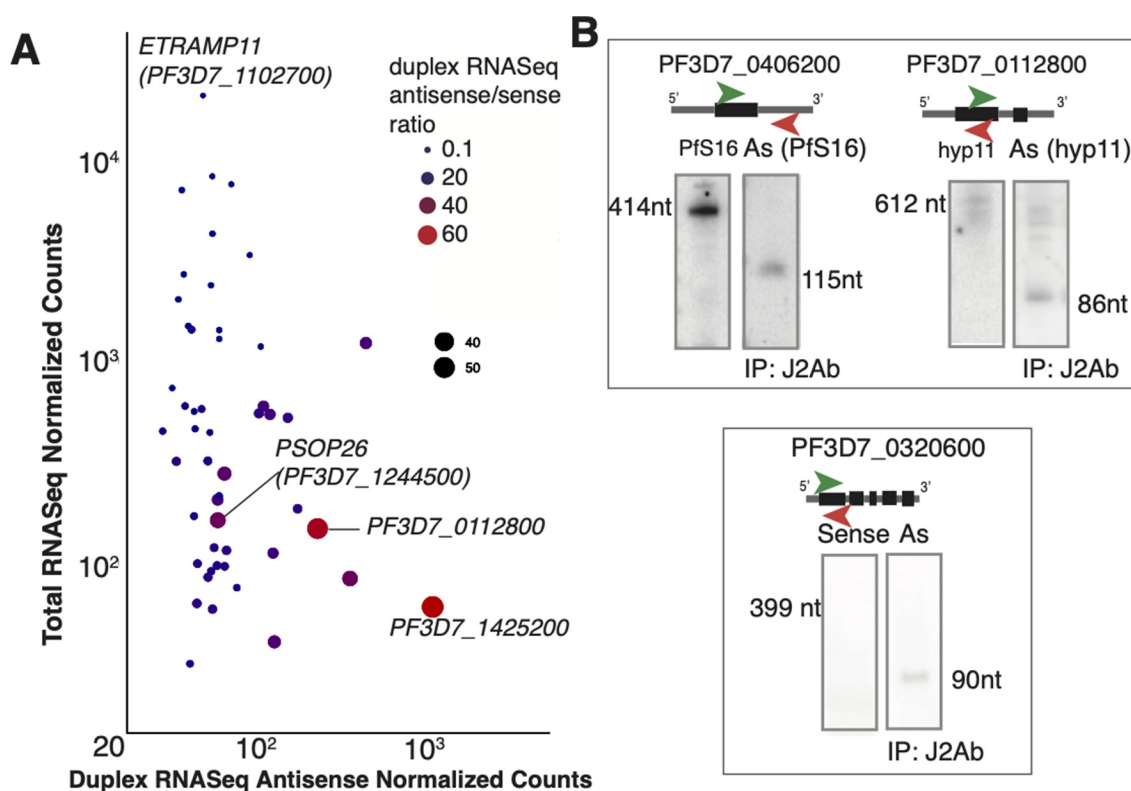 A
ETRAMP11
(PF3D7_1102700)
duplex RNASeq
antisense/sense
ratio
0.1
20
40
60
40
50
10⁴
10³
10²
20
10²
10³
Total RNASeq Normalized Counts
Duplex RNASeq Antisense Normalized Counts
PSOP26
(PF3D7_1244500)
PF3D7_0112800
PF3D7_1425200
B
PF3D7_0406200
5' 3'
PfS16 As (PfS16)
414nt
115nt
IP: J2Ab
PF3D7_0112800
5' 3'
hyp11 As (hyp11)
612 nt
86nt
IP: J2Ab
PF3D7_0320600
5' 3'
Sense As
399 nt
90nt
IP: J2Ab